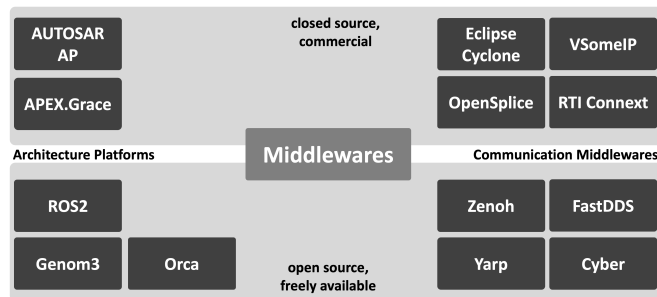 AUTOSAR
AP
closed source,
commercial
Eclipse
Cyclone
VSomeIP
APEX.Grace
OpenSplice
RTI Connext
Architecture Platforms
Middlewares
Communication Middlewares
ROS2
Zenoh
FastDDS
Genom3
Orca
open source,
freely available
Yarp
Cyber